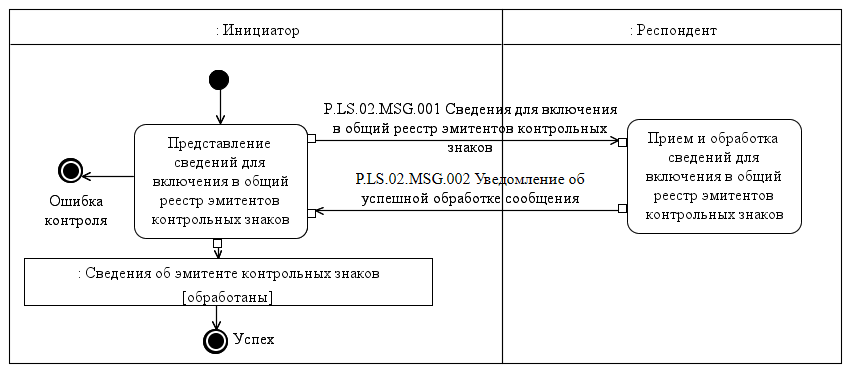 : Инициатор
: Респондент
P.LS.02.MSG.001 Сведения для включения
в общий реестр эмитентов контрольных
знаков
Представление
сведений для
включения в общий
реестр эмитентов
контрольных знаков
Прием и обработка
сведений для
включения в общий
реестр эмитентов
контрольных знаков
P.LS.02.MSG.002 Уведомление об
успешной обработке сообщения
Ошибка
контроля
: Сведения об эмитенте контрольных знаков
[обработаны]
Успех